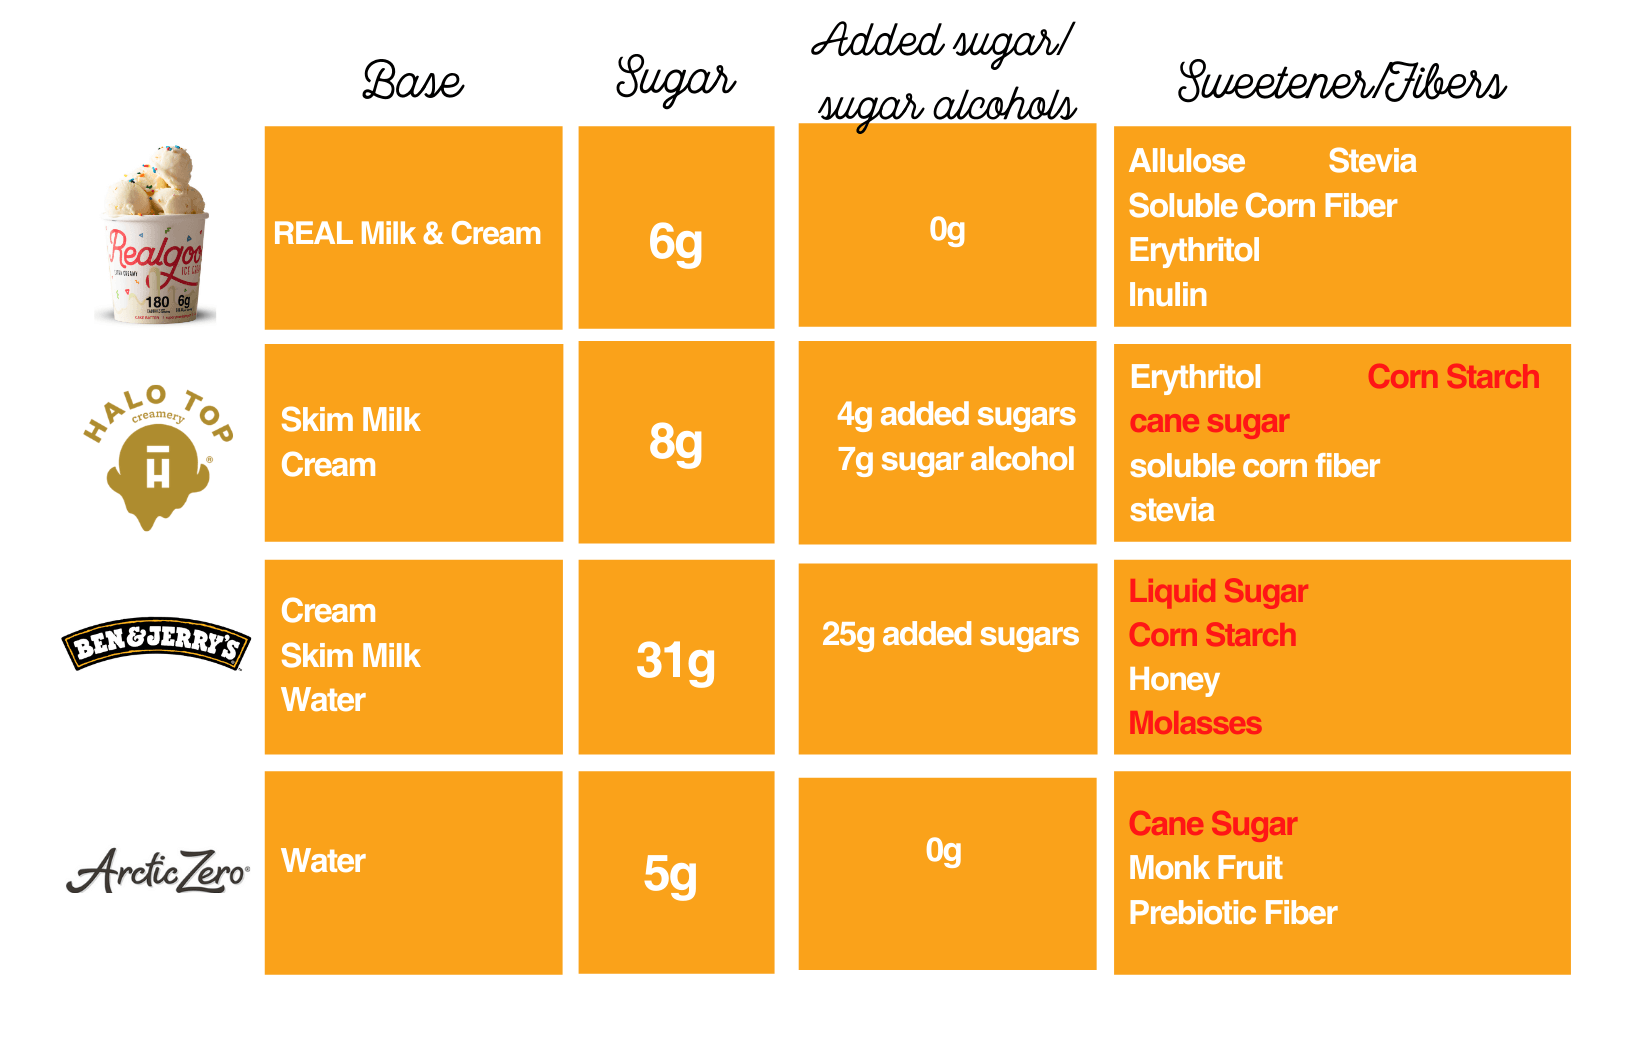 Base
Sugar
Added sugar/
sugar alcohols
Sweetener/Fibers
Realgoo
ICE
180 6g
REAL Milk & Cream
6g
0g
Allulose Stevia
Soluble Corn Fiber
Erythritol
Inulin
HALO TOP
creamery
H
®
Skim Milk
Cream
8g
4g added sugars
7g sugar alcohol
Erythritol Corn Starch
cane sugar
soluble corn fiber
stevia
BEN & JERRY'S
Cream
Skim Milk
Water
31g
25g added sugars
Liquid Sugar
Corn Starch
Honey
Molasses
Arctic Zero®
Water
5g
0g
Cane Sugar
Monk Fruit
Prebiotic Fiber